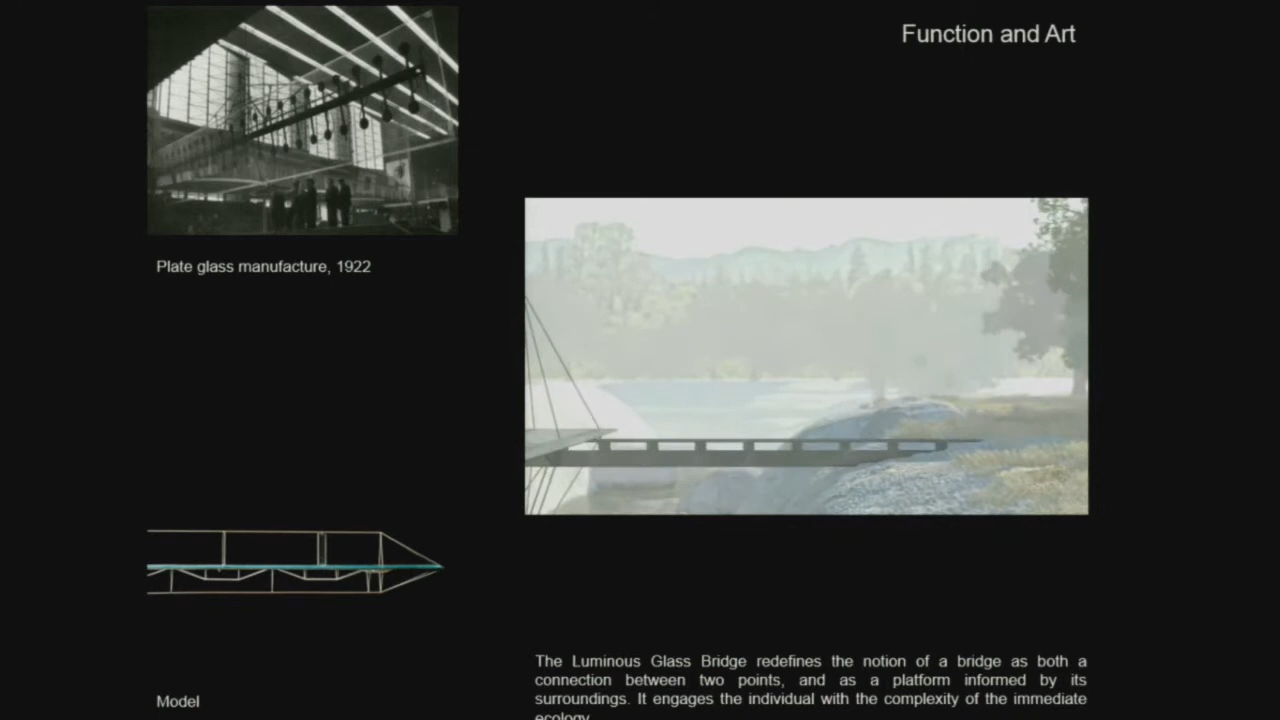 Function and Art
Plate glass manufacture, 1922
The Luminous Glass Bridge redefines the notion of a bridge as both a
connection between two points, and as a platform informed by its
surroundings. It engages the individual with the complexity of the immediate
ecology.
Model